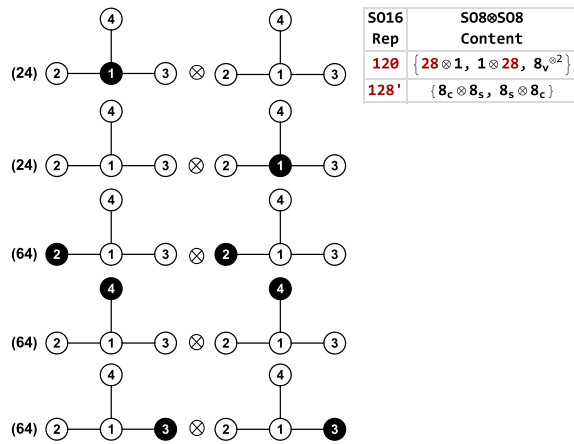 4
(24) 2 1 3 ⊗ 4 2 1 3
4
(24) 2 1 3 ⊗ 4 2 1 3
4
(64) 2 1 3 ⊗ 4 2 1 3
4
(64) 2 1 3 ⊗ 4 2 1 3
4
(64) 2 1 3 ⊗ 4 2 1 3
SO16 Rep SO8⊗SO8 Content
120 {28⊗1, 1⊗28, 8v⊗2}
128' {8c⊗8s, 8s⊗8c}